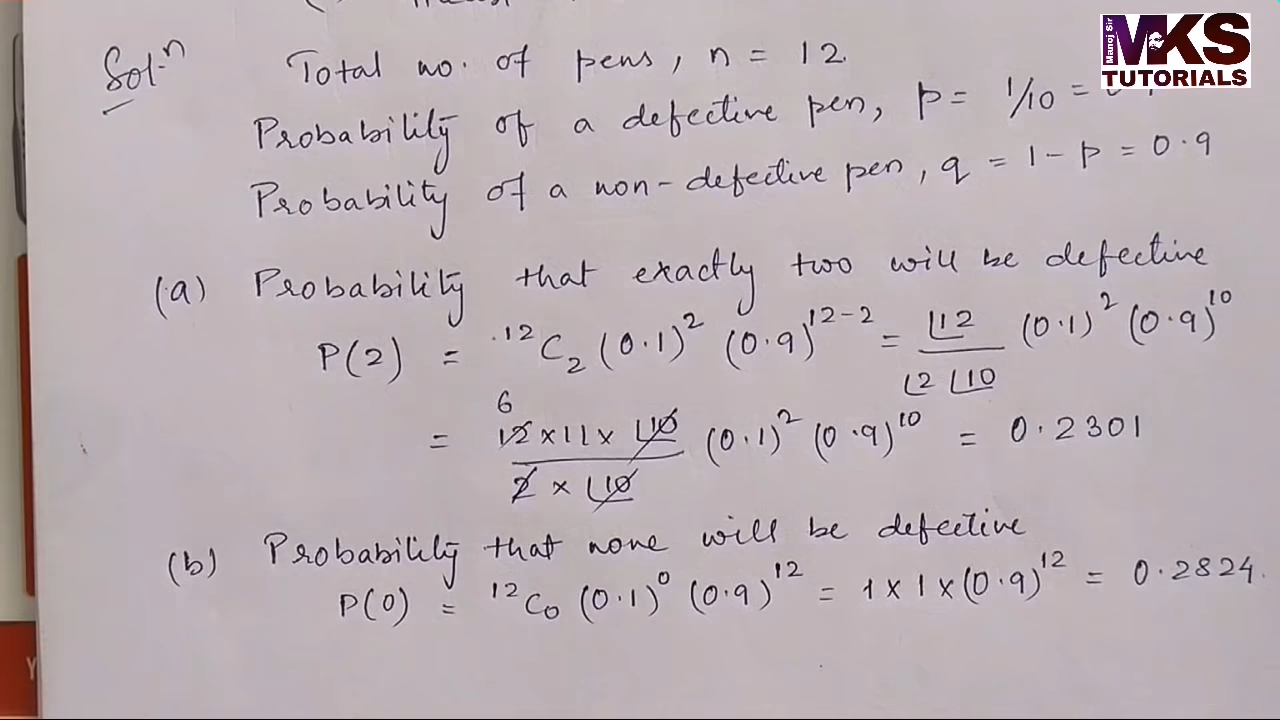 Manoj Sir
MKS
TUTORIALS
Sol.ⁿ Total no. of pens, n = 12.
Probability of a defective pen, p = 1/10 =
Probability of a non-defective pen, q = 1 - p = 0.9
(a) Probability that exactly two will be defective
P(2) = ¹²C₂ (0.1)² (0.9)¹²⁻² = ⌊12 / ⌊2 ⌊10 (0.1)² (0.9)¹⁰
6
= 12 × 11 × ⌊10 / 2 × ⌊10 (0.1)² (0.9)¹⁰ = 0.2301
(b) Probability that none will be defective
P(0) = ¹²C₀ (0.1)⁰ (0.9)¹² = 1 × 1 × (0.9)¹² = 0.2824.
Y